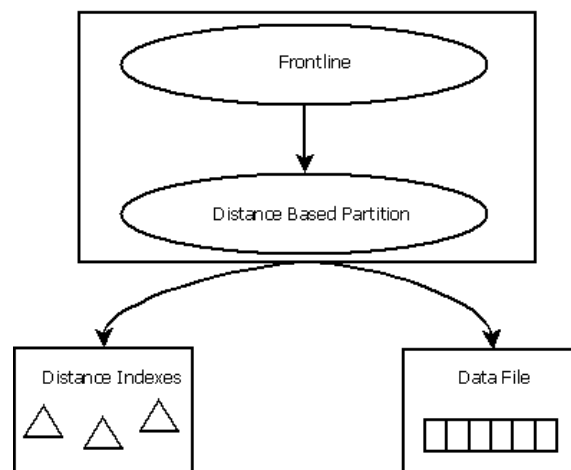 Frontline
Distance Based Partition
Distance Indexes
Data File